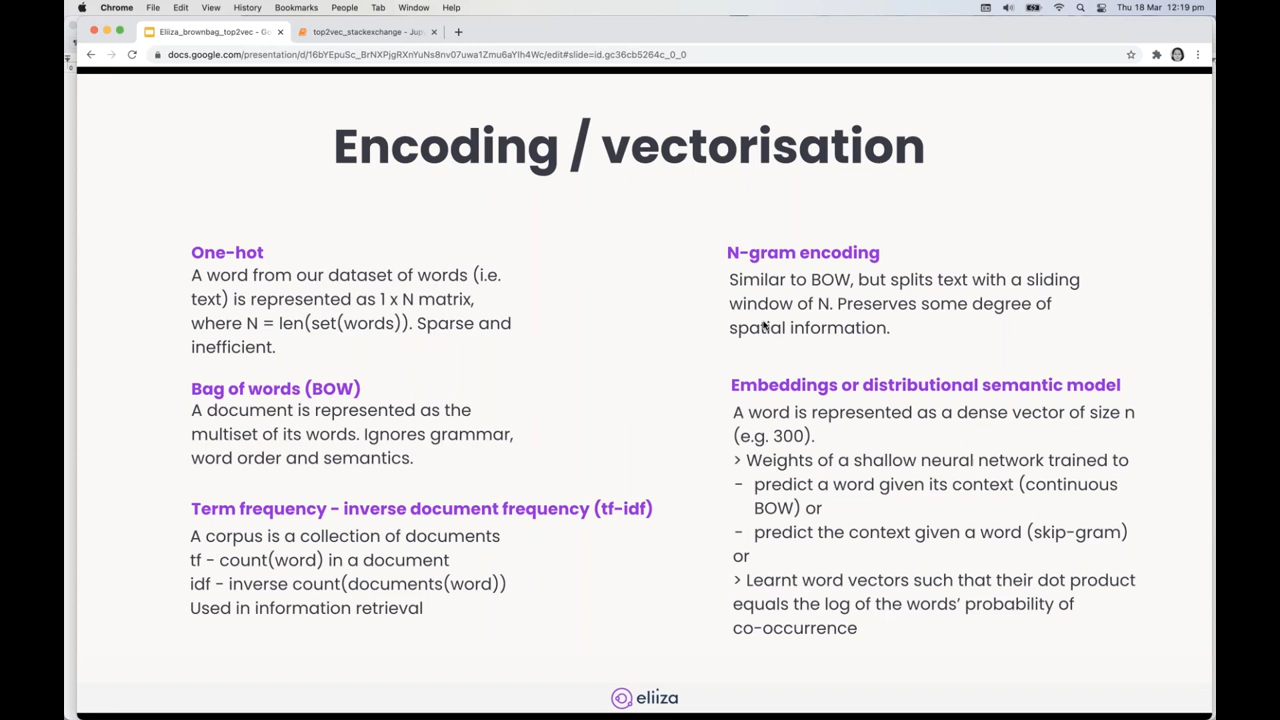 Chrome File Edit View History Bookmarks People Tab Window Help Thu 18 Mar 12:19 pm
Eliiza_brownbag_top2vec - Go top2vec_stackexchange - Jup
docs.google.com/presentation/d/16bYEpuSc_BrNXPjgRXnYuNs8nv07uwa1Zmu6aYlh4Wc/edit#slide=id.gc36cb5264c_0_0
Encoding / vectorisation
One-hot
A word from our dataset of words (i.e.
text) is represented as 1 x N matrix,
where N = len(set(words)). Sparse and
inefficient.
Bag of words (BOW)
A document is represented as the
multiset of its words. Ignores grammar,
word order and semantics.
Term frequency - inverse document frequency (tf-idf)
A corpus is a collection of documents
tf - count(word) in a document
idf - inverse count(documents(word))
Used in information retrieval
N-gram encoding
Similar to BOW, but splits text with a sliding
window of N. Preserves some degree of
spatial information.
Embeddings or distributional semantic model
A word is represented as a dense vector of size n
(e.g. 300).
> Weights of a shallow neural network trained to
- predict a word given its context (continuous
BOW) or
- predict the context given a word (skip-gram)
or
> Learnt word vectors such that their dot product
equals the log of the words' probability of
co-occurrence
eliiza